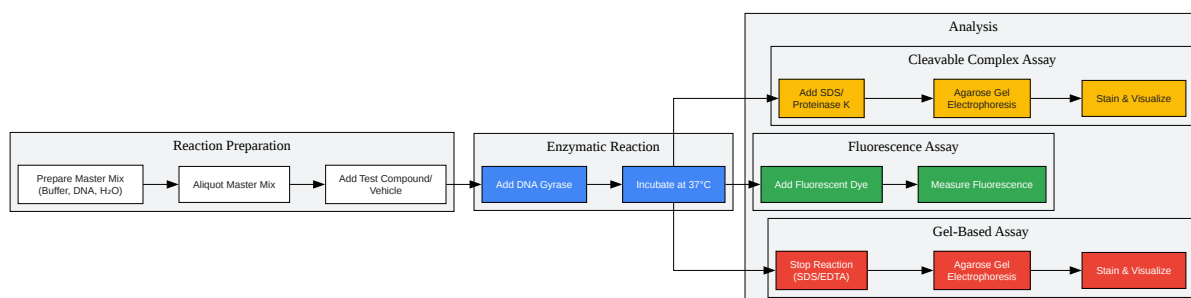 Analysis
Cleavable Complex Assay
Add SDS/
Proteinase K
Agarose Gel
Electrophoresis
Stain & Visualize
Reaction Preparation
Prepare Master Mix
(Buffer, DNA, H₂O)
Aliquot Master Mix
Add Test Compound/
Vehicle
Enzymatic Reaction
Add DNA Gyrase
Incubate at 37°C
Fluorescence Assay
Add Fluorescent Dye
Measure Fluorescence
Gel-Based Assay
Stop Reaction
(SDS/EDTA)
Agarose Gel
Electrophoresis
Stain & Visualize